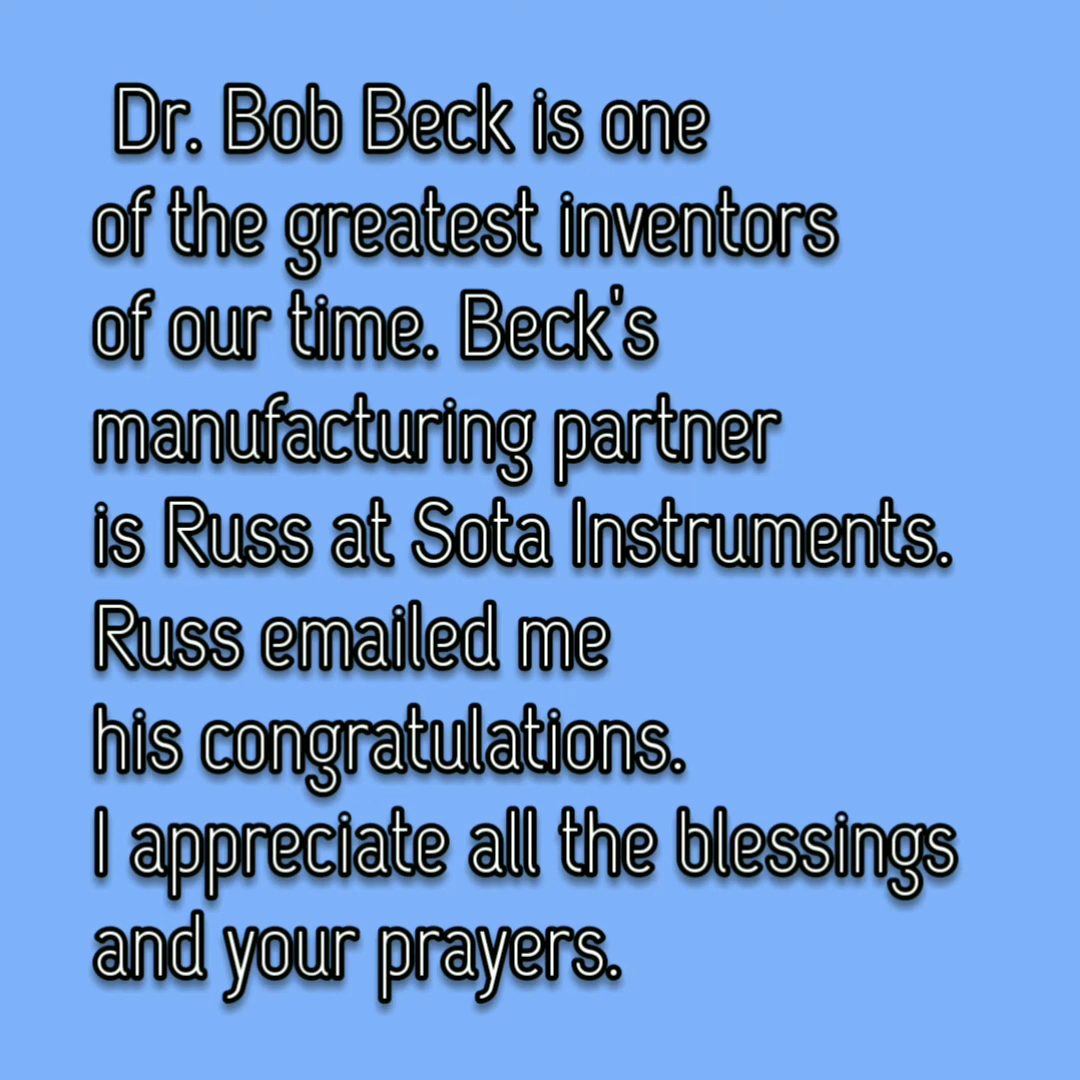 Dr. Bob Beck is one
of the greatest inventors
of our time. Beck's
manufacturing partner
is Russ at Sota Instruments.
Russ emailed me
his congratulations.
I appreciate all the blessings
and your prayers.